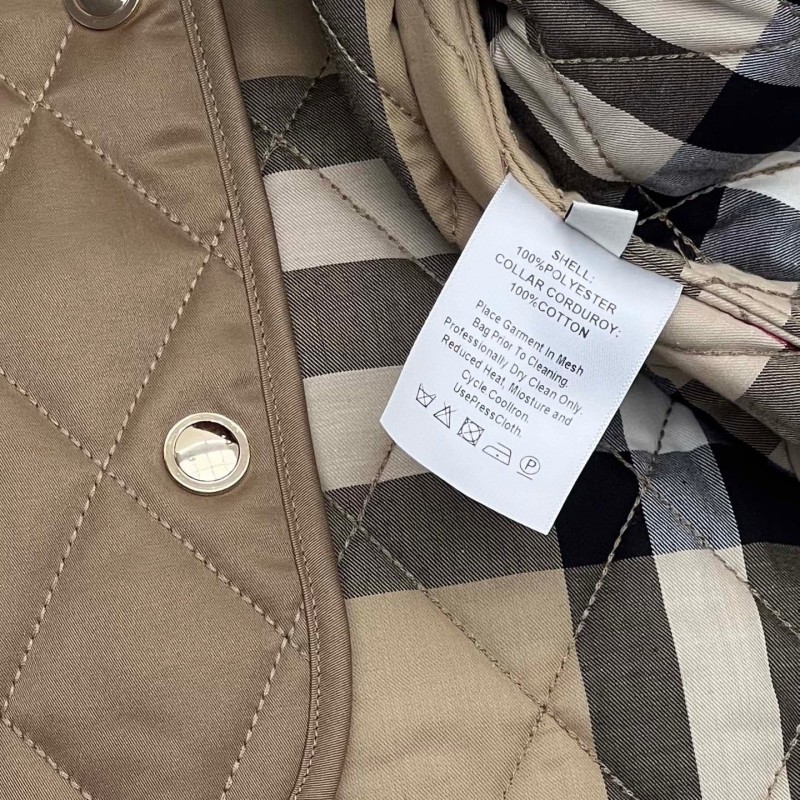 SHELL:
100%POLYESTER
COLLAR CORDUROY:
100%COTTON
Place Garment In Mesh
Bag Prior To Cleaning.
Professionally Dry Clean Only.
Reduced Heat, Miosture and
Cycle CoolIron.
UsePressCloth.
P